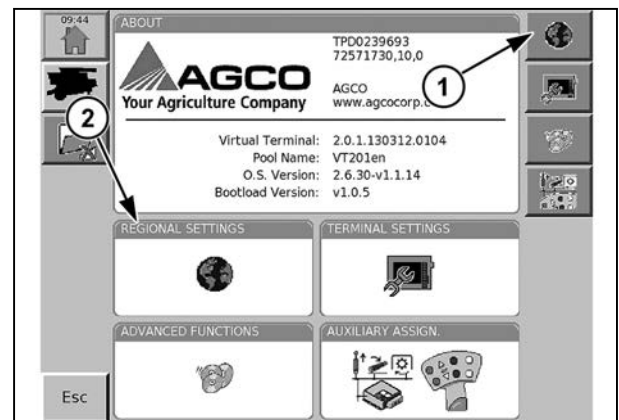 09:44
ABOUT
TPD0239693
72571730,10,0
AGCO
Your Agriculture Company
AGCO
www.agcocorp.c
1
2
Virtual Terminal: 2.0.1.130312.0104
Pool Name: VT201en
O.S. Version: 2.6.30-v1.1.14
Bootload Version: v1.0.5
REGIONAL SETTINGS
TERMINAL SETTINGS
ADVANCED FUNCTIONS
AUXILIARY ASSIGN.
Esc